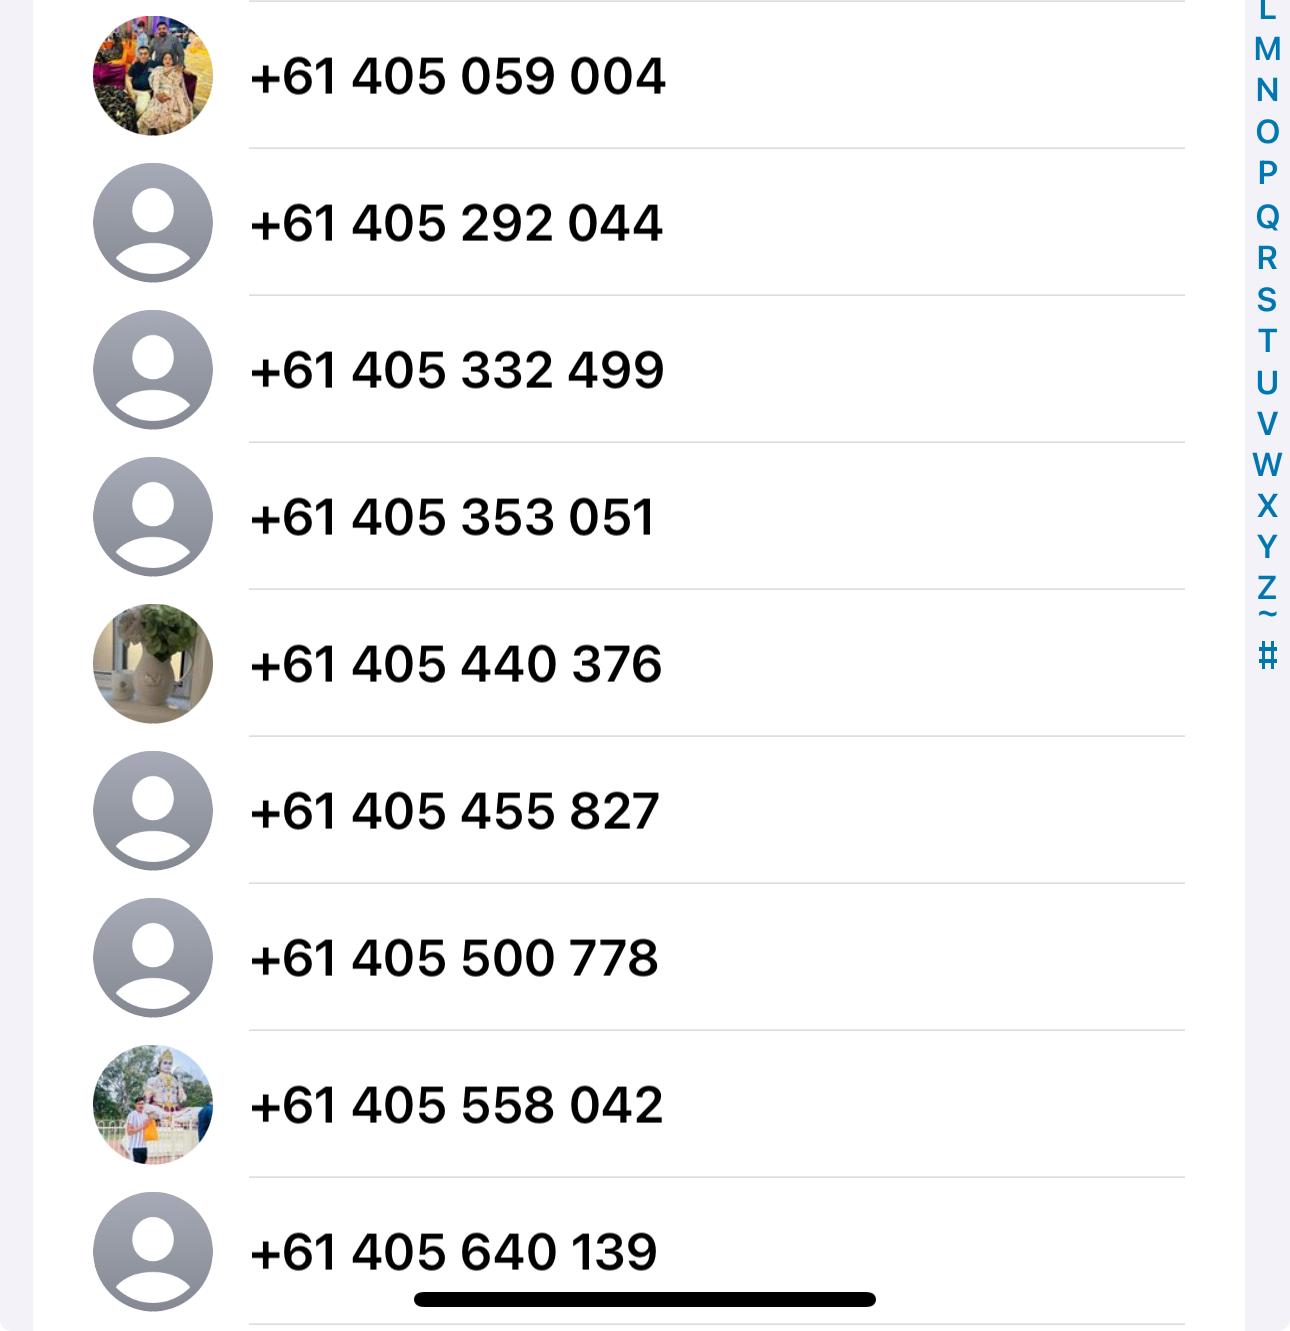 +61 405 059 004
+61 405 292 044
+61 405 332 499
+61 405 353 051
+61 405 440 376
+61 405 455 827
+61 405 500 778
+61 405 558 042
+61 405 640 139
L
M
N
O
P
Q
R
S
T
U
V
W
X
Y
Z
~
#